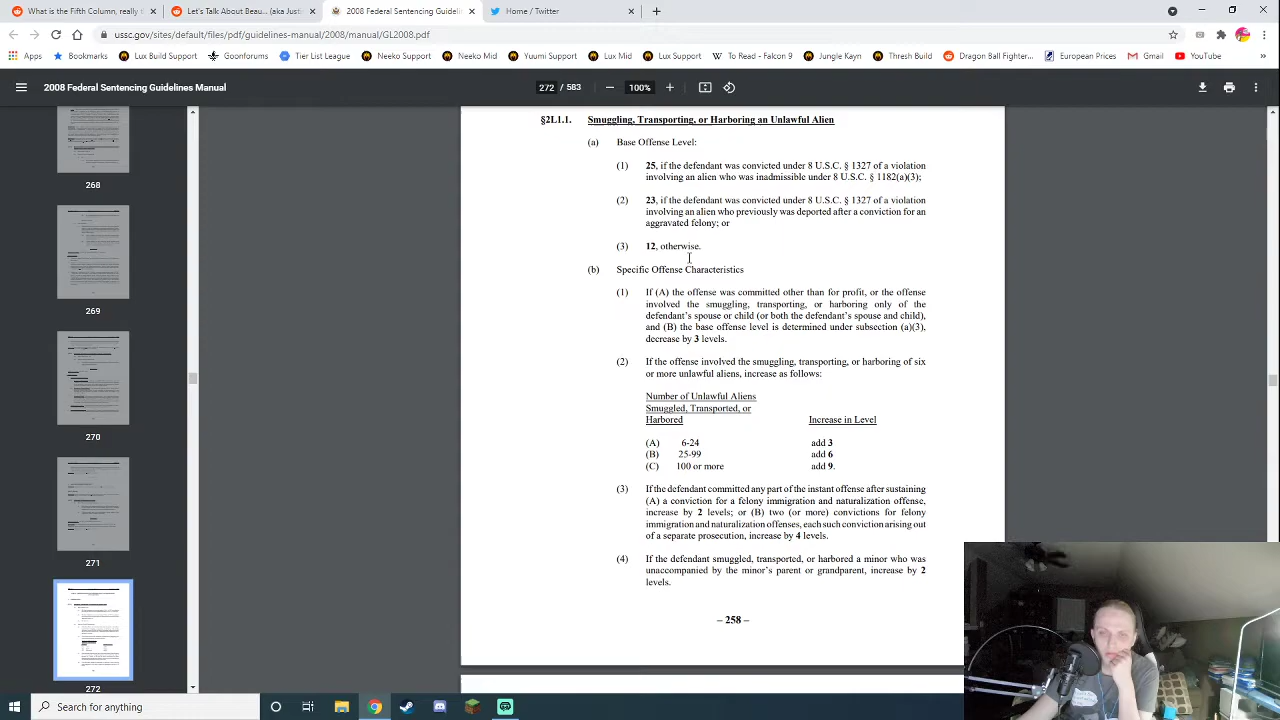 What is the Fifth Column, really
Let's Talk About Beau... (aka Justi
2008 Federal Sentencing Guideli
Home / Twitter
ussc.gov/sites/default/files/pdf/guidelines-manual/2008/manual/GL2008.pdf
Apps
Bookmarks
Lux Build Support
Goonforums
Tier List League
Neeko Support
Neeko Mid
Yuumi Support
Lux Mid
Lux Support
To Read - Falcon 9
Jungle Kayn
Thresh Build
Dragon Ball Fighter...
European Prices
Gmail
YouTube
2008 Federal Sentencing Guidelines Manual
272 / 583
100%
268
269
270
271
272
§2L1.1. Smuggling, Transporting, or Harboring an Unlawful Alien
(a) Base Offense Level:
(1) 25, if the defendant was convicted under 8 U.S.C. § 1327 of a violation
involving an alien who was inadmissible under 8 U.S.C. § 1182(a)(3);
(2) 23, if the defendant was convicted under 8 U.S.C. § 1327 of a violation
involving an alien who previously was deported after a conviction for an
aggravated felony; or
(3) 12, otherwise.
(b) Specific Offense Characteristics
(1) If (A) the offense was committed other than for profit, or the offense
involved the smuggling, transporting, or harboring only of the
defendant's spouse or child (or both the defendant's spouse and child),
and (B) the base offense level is determined under subsection (a)(3),
decrease by 3 levels.
(2) If the offense involved the smuggling, transporting, or harboring of six
or more unlawful aliens, increase as follows:
Number of Unlawful Aliens
Smuggled, Transported, or
Harbored Increase in Level
(A) 6-24 add 3
(B) 25-99 add 6
(C) 100 or more add 9.
(3) If the defendant committed any part of the instant offense after sustaining
(A) a conviction for a felony immigration and naturalization offense,
increase by 2 levels; or (B) two (or more) convictions for felony
immigration and naturalization offenses, each such conviction arising out
of a separate prosecution, increase by 4 levels.
(4) If the defendant smuggled, transported, or harbored a minor who was
unaccompanied by the minor's parent or grandparent, increase by 2
levels.
– 258 –
Search for anything